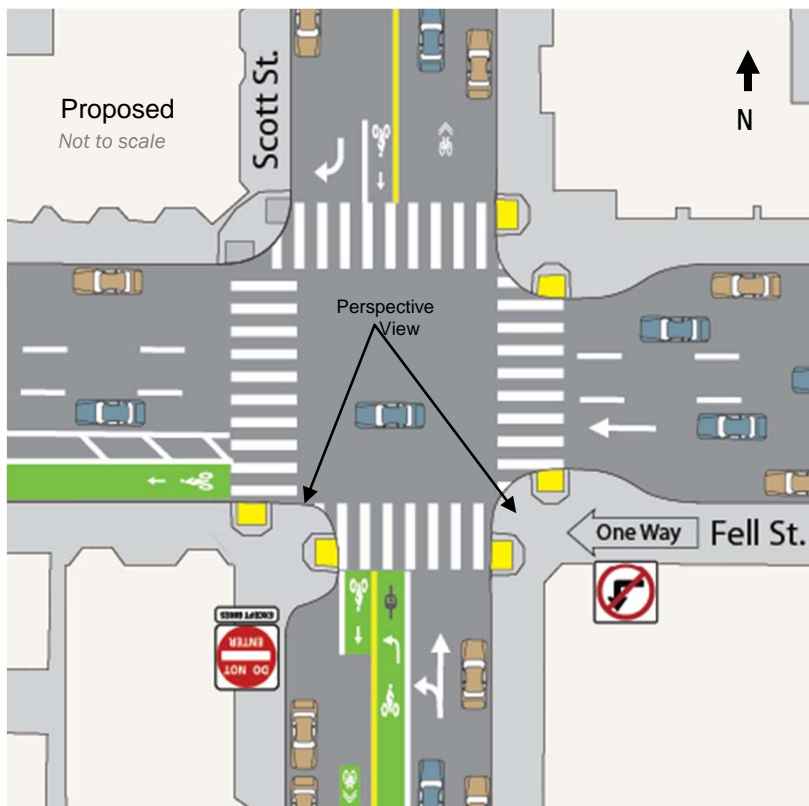 Scott St.
Proposed
Not to scale
N
Perspective
View
One Way
Fell St.
EXCEPT BIKES
DO NOT
ENTER